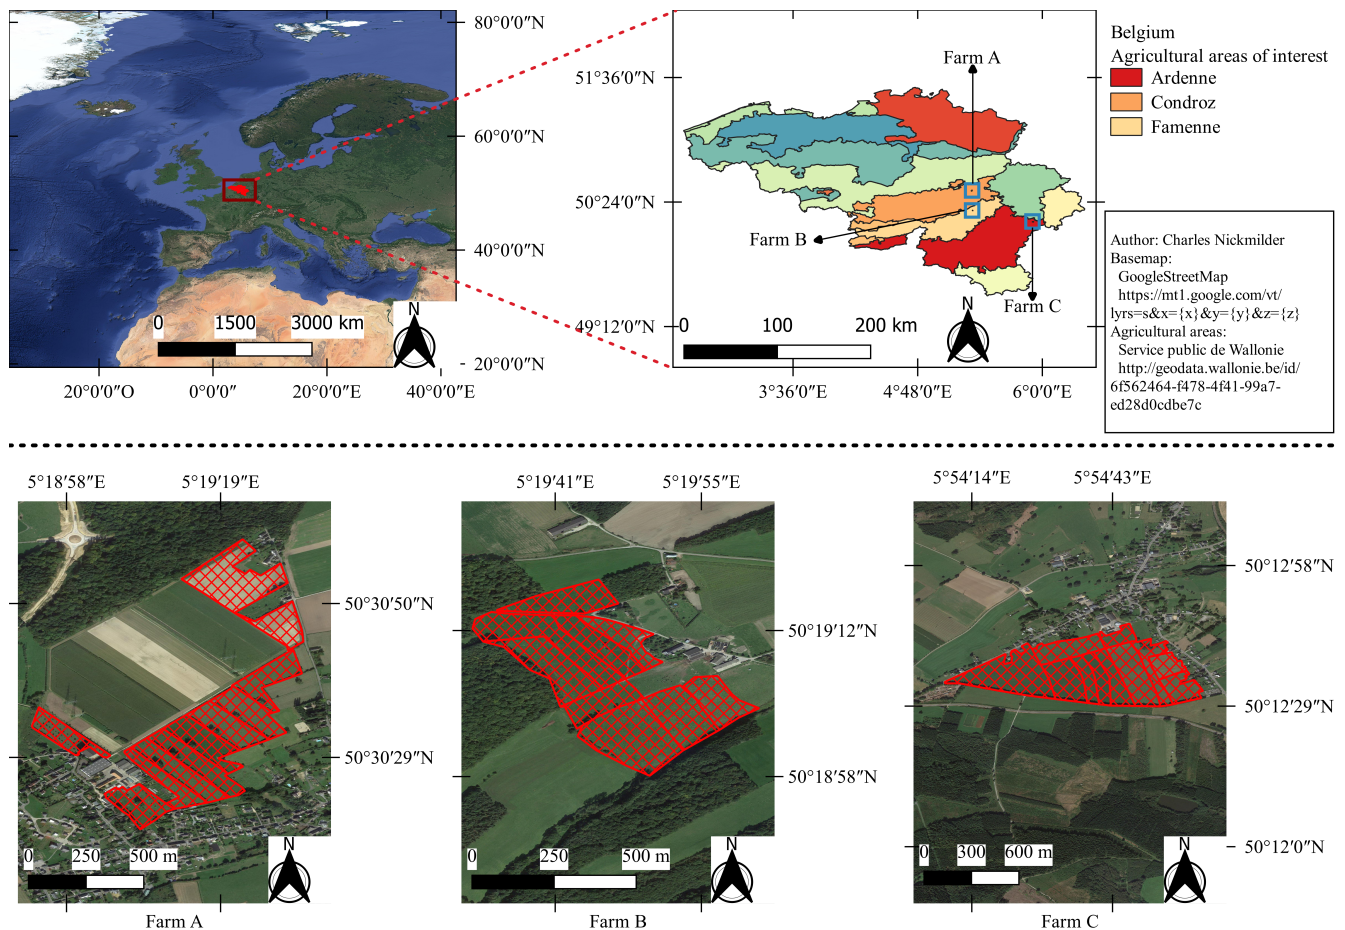 80°0′0″N
60°0′0″N
40°0′0″N
20°0′0″N
20°0′0″O
0°0′0″E
20°0′0″E
40°0′0″E
0
1500
3000 km
N
51°36′0″N
50°24′0″N
49°12′0″N
3°36′0″E
4°48′0″E
6°0′0″E
Farm A
Farm B
Farm C
0
100
200 km
N
Belgium
Agricultural areas of interest
Ardenne
Condroz
Famenne
Author: Charles Nickmilder
Basemap:
GoogleStreetMap
https://mt1.google.com/vt/
lyrs=s&x={x}&y={y}&z={z}
Agricultural areas:
Service public de Wallonie
http://geodata.wallonie.be/id/
6f562464-f478-4f41-99a7-
ed28d0cdbe7c
5°18′58″E
5°19′19″E
50°30′50″N
50°30′29″N
0
250
500 m
N
Farm A
5°19′41″E
5°19′55″E
50°19′12″N
50°18′58″N
0
250
500 m
N
Farm B
5°54′14″E
5°54′43″E
50°12′58″N
50°12′29″N
50°12′0″N
0
300
600 m
N
Farm C